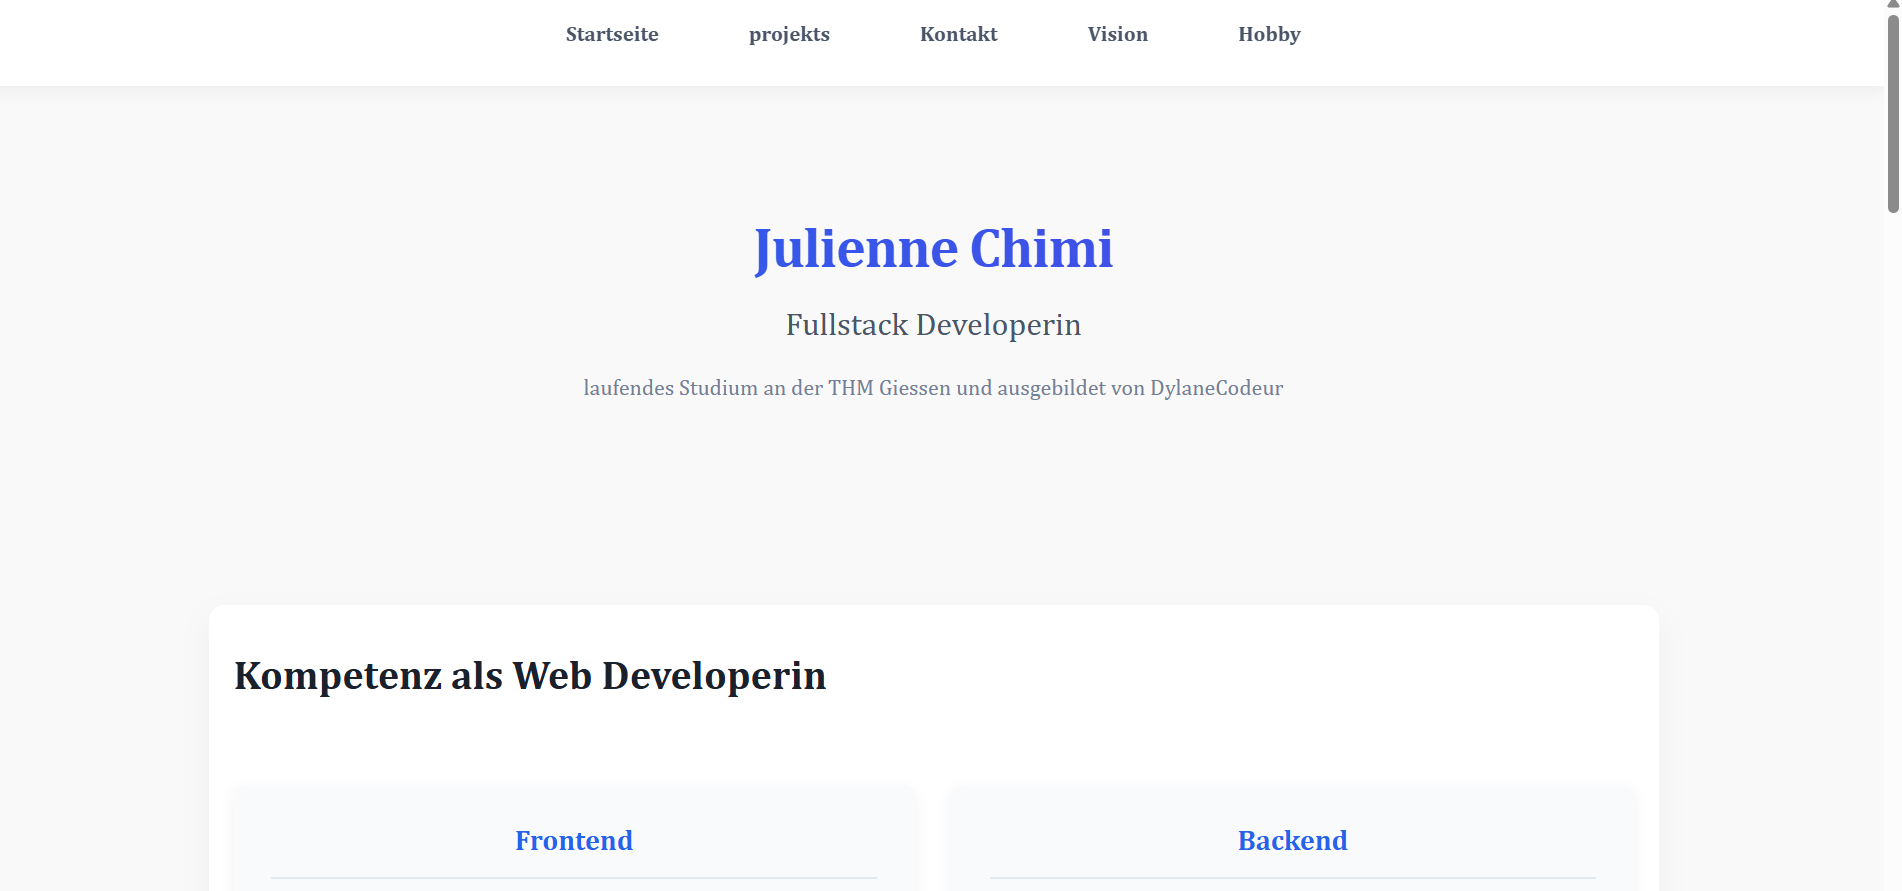 Startseite projekts Kontakt Vision Hobby
Julienne Chimi
Fullstack Developerin
laufendes Studium an der THM Giessen und ausgebildet von DylaneCodeur
Kompetenz als Web Developerin
Frontend Backend